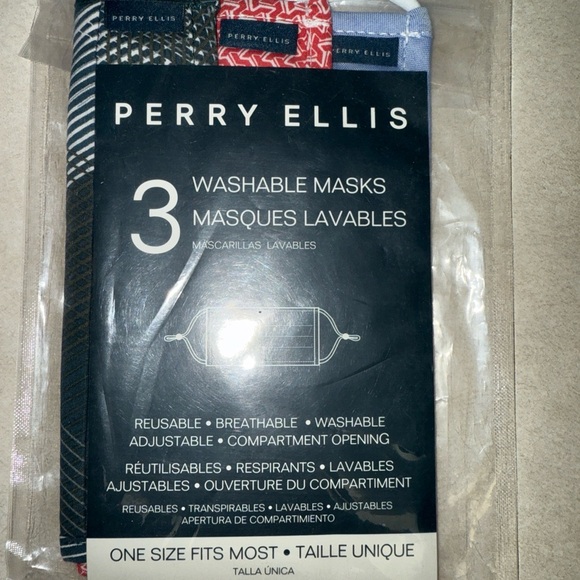 PERRY ELLIS
PERRY ELLIS
PERRY ELLIS
PERRY ELLIS
3
WASHABLE MASKS
MASQUES LAVABLES
MASCARILLAS LAVABLES
REUSABLE • BREATHABLE • WASHABLE
ADJUSTABLE • COMPARTMENT OPENING
RÉUTILISABLES • RESPIRANTS • LAVABLES
AJUSTABLES • OUVERTURE DU COMPARTIMENT
REUSABLES • TRANSPIRABLES • LAVABLES • AJUSTABLES
APERTURA DE COMPARTIMIENTO
ONE SIZE FITS MOST • TAILLE UNIQUE
TALLA ÚNICA